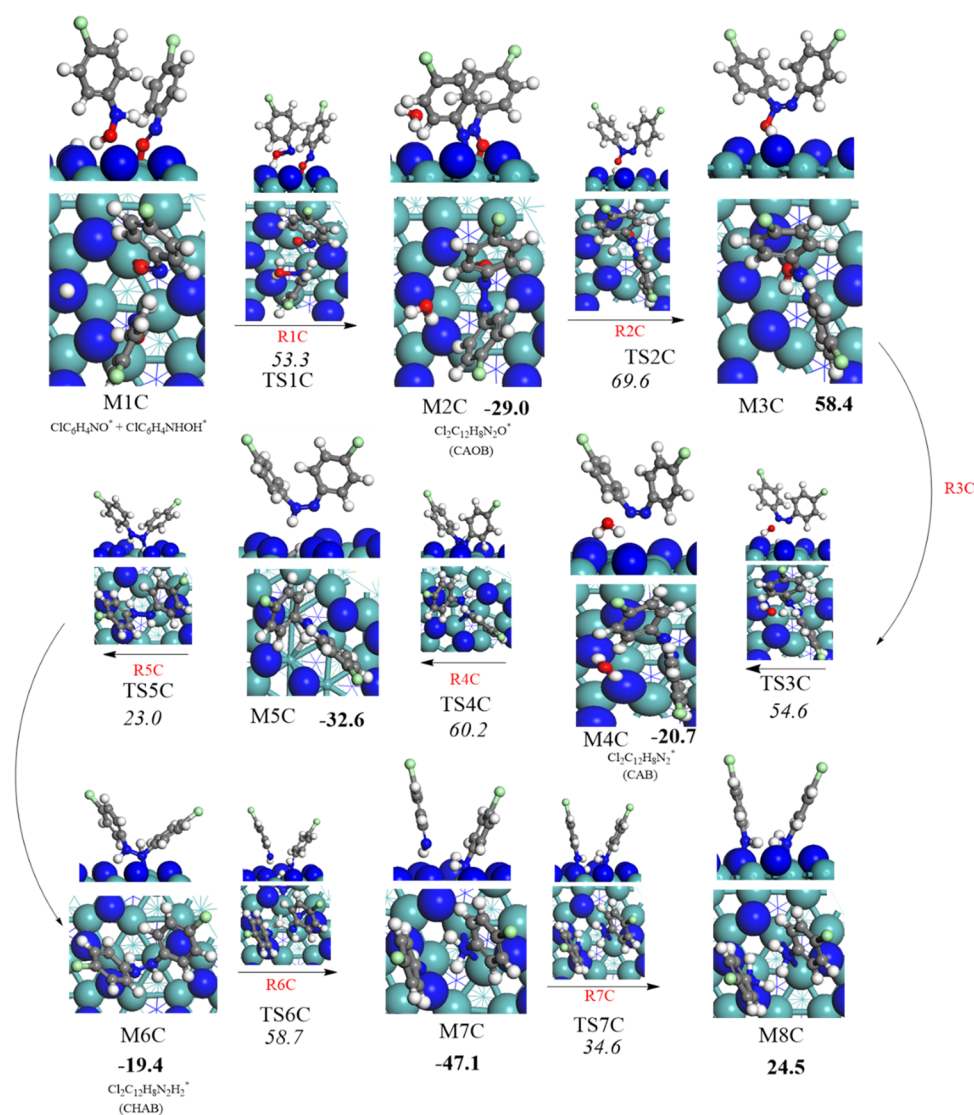 R1C
53.3
TS1C
R2C
TS2C
69.6
M1C
ClC₆H₄NO* + ClC₆H₄NHOH*
M2C -29.0
Cl₂C₁₂H₈N₂O*
(CAOB)
M3C 58.4
R3C
R5C
TS5C
23.0
M5C -32.6
R4C
TS4C
60.2
M4C -20.7
Cl₂C₁₂H₈N₂*
(CAB)
TS3C
54.6
M6C
-19.4
Cl₂C₁₂H₈N₂H₂*
(CHAB)
R6C
TS6C
58.7
M7C
-47.1
R7C
TS7C
34.6
M8C
24.5